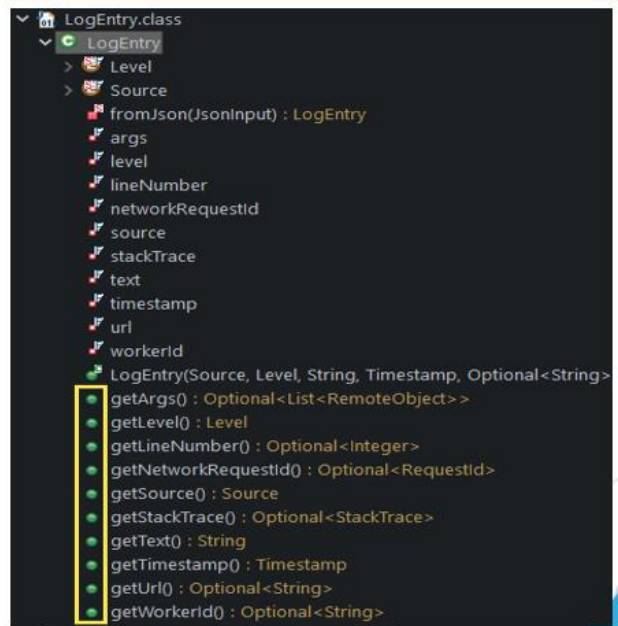 LogEntry.class
LogEntry
Level
Source
fromJson(JsonInput) : LogEntry
args
level
lineNumber
networkRequestId
source
stackTrace
text
timestamp
url
workerId
LogEntry(Source, Level, String, Timestamp, Optional<String>
getArgs() : Optional<List<RemoteObject>>
getLevel() : Level
getLineNumber() : Optional<Integer>
getNetworkRequestId() : Optional<RequestId>
getSource() : Source
getStackTrace() : Optional<StackTrace>
getText() : String
getTimestamp() : Timestamp
getUrl() : Optional<String>
getWorkerId() : Optional<String>